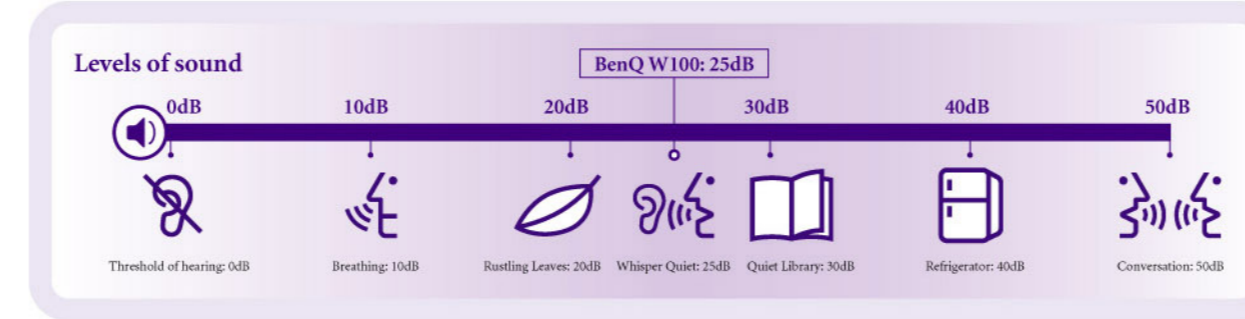 Levels of sound
BenQ W100: 25dB
0dB
10dB
20dB
30dB
40dB
50dB
Threshold of hearing: 0dB
Breathing: 10dB
Rustling Leaves: 20dB
Whisper Quiet: 25dB
Quiet Library: 30dB
Refrigerator: 40dB
Conversation: 50dB